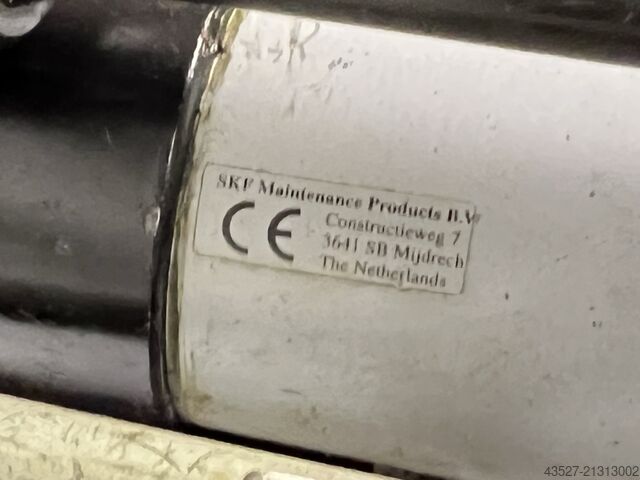 SKF Maintenance Products B.V
CE
Constructieweg 7
3641 SB Mijdrech
The Netherlands
43527-21313002